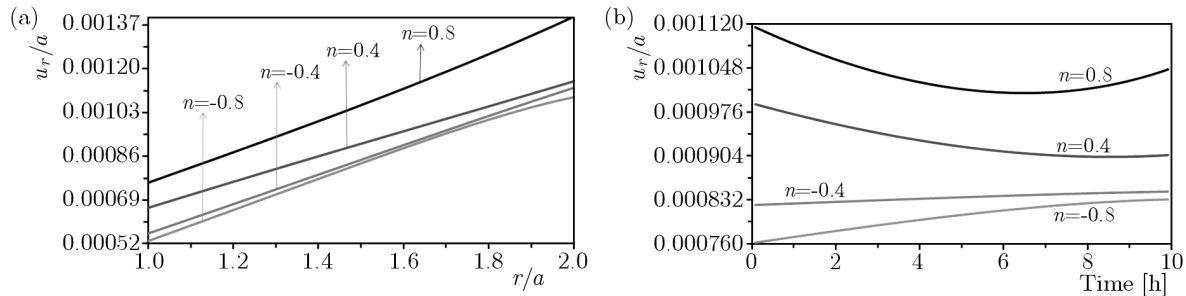 (a)
u_r/a
0.00137
0.00120
0.00103
0.00086
0.00069
0.00052
n=0.8
n=0.4
n=-0.4
n=-0.8
1.0 1.2 1.4 1.6 1.8 2.0
r/a
(b)
u_r/a
0.001120
0.001048
0.000976
0.000904
0.000832
0.000760
n=0.8
n=0.4
n=-0.4
n=-0.8
0 2 4 6 8 10
Time [h]